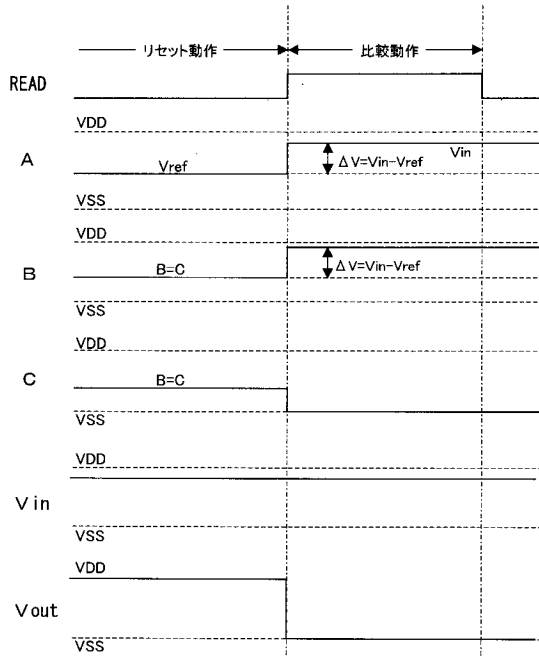 リセット動作 比較動作
READ
VDD
A Vref ΔV=Vin-Vref Vin
VSS
VDD
B B=C ΔV=Vin-Vref
VSS
VDD
C B=C
VSS
VDD
Vin
VSS
VDD
Vout
VSS